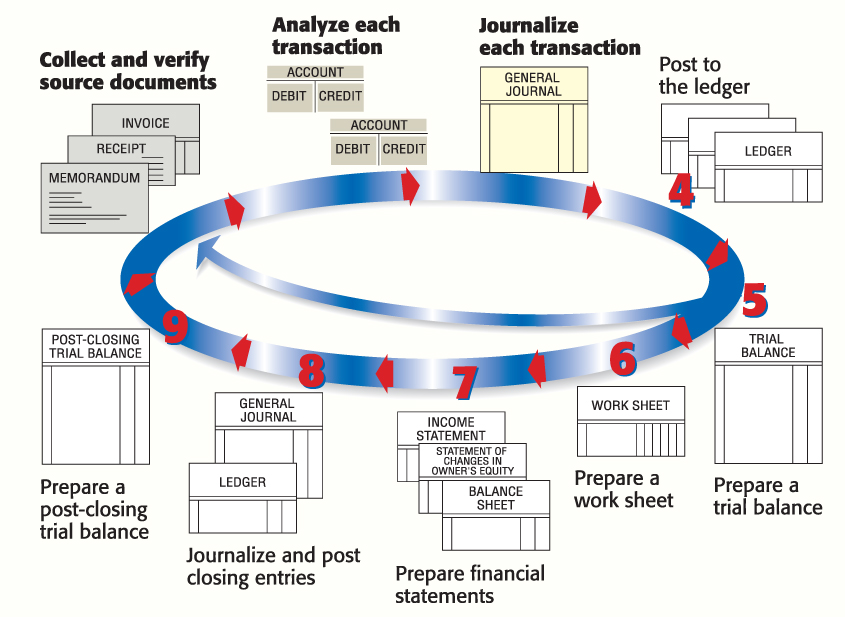 Collect and verify
source documents
INVOICE
RECEIPT
MEMORANDUM
Analyze each
transaction
ACCOUNT
DEBIT CREDIT
ACCOUNT
DEBIT CREDIT
Journalize
each transaction
GENERAL
JOURNAL
Post to
the ledger
LEDGER
4
5
TRIAL
BALANCE
Prepare a
trial balance
6
WORK SHEET
Prepare a
work sheet
7
INCOME
STATEMENT
STATEMENT OF
CHANGES IN
OWNER'S EQUITY
BALANCE
SHEET
Prepare financial
statements
8
GENERAL
JOURNAL
LEDGER
Journalize and post
closing entries
9
POST-CLOSING
TRIAL BALANCE
Prepare a
post-closing
trial balance